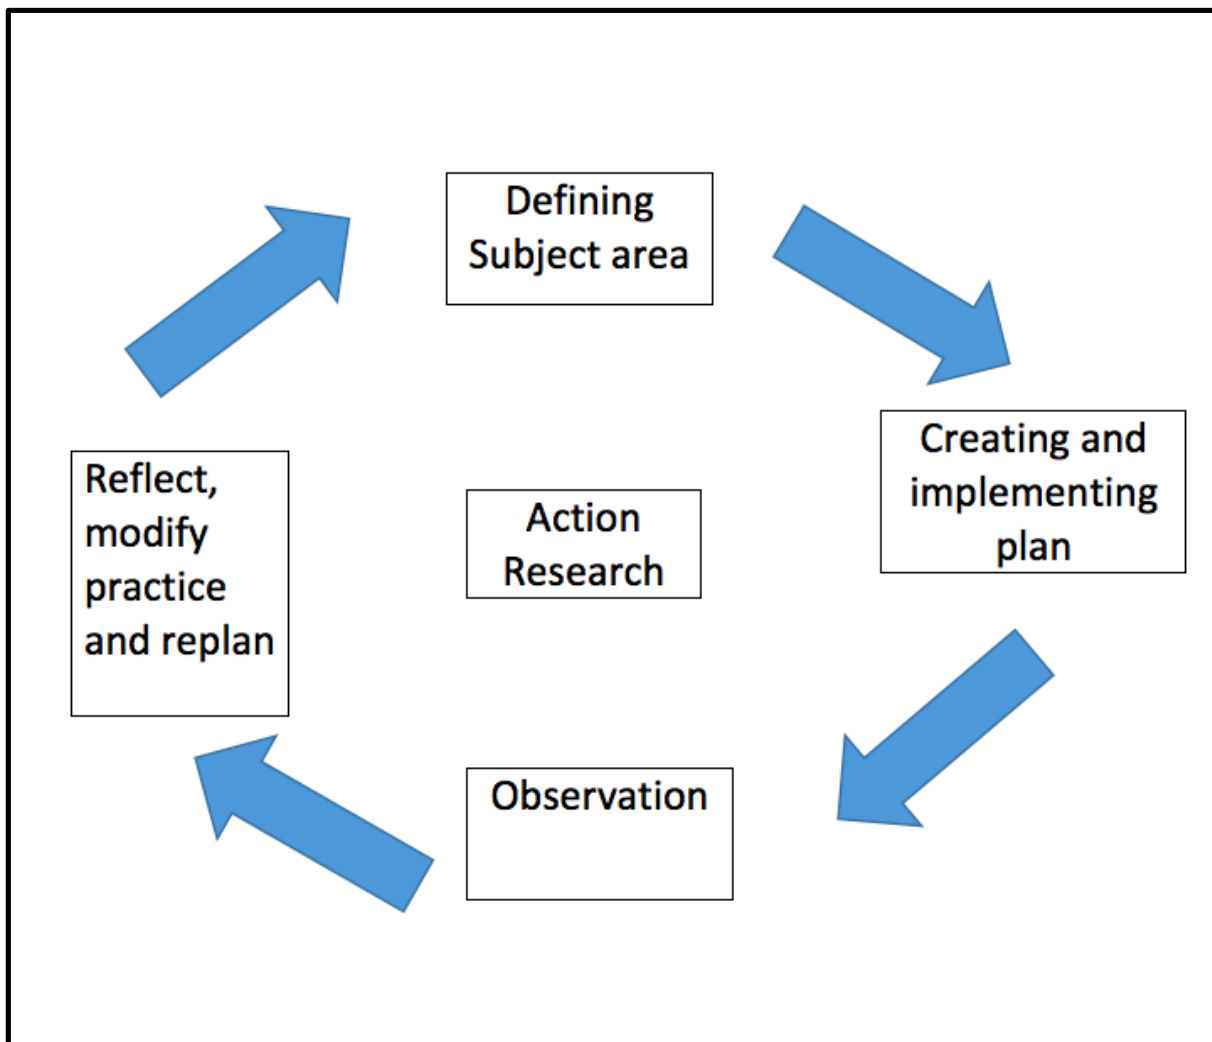 Defining
Subject area
Creating and
implementing
plan
Reflect,
modify
practice
and replan
Action
Research
Observation